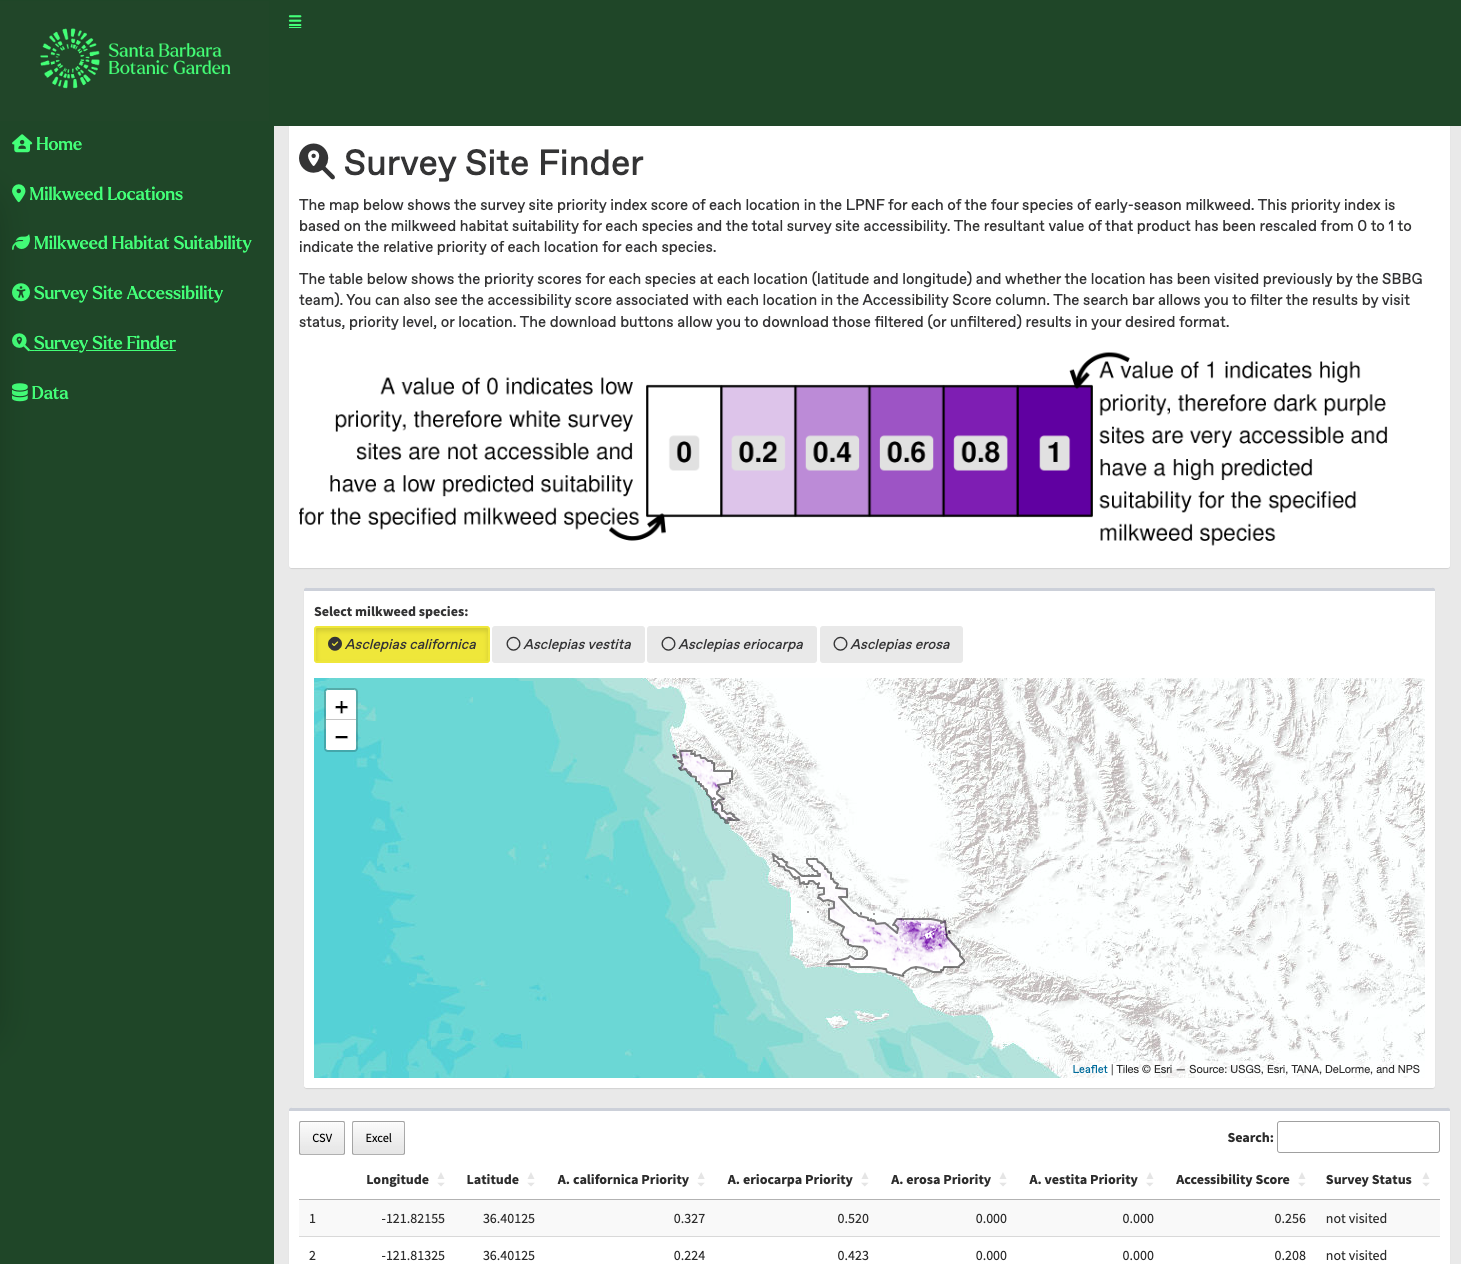 Santa Barbara
Botanic Garden
Home
Milkweed Locations
Milkweed Habitat Suitability
Survey Site Accessibility
Survey Site Finder
Data
Survey Site Finder
The map below shows the survey site priority index score of each location in the LPNF for each of the four species of early-season milkweed. This priority index is
based on the milkweed habitat suitability for each species and the total survey site accessibility. The resultant value of that product has been rescaled from 0 to 1 to
indicate the relative priority of each location for each species.
The table below shows the priority scores for each species at each location (latitude and longitude) and whether the location has been visited previously by the SBBG
team). You can also see the accessibility score associated with each location in the Accessibility Score column. The search bar allows you to filter the results by visit
status, priority level, or location. The download buttons allow you to download those filtered (or unfiltered) results in your desired format.
A value of 0 indicates low
priority, therefore white survey
sites are not accessible and
have a low predicted suitability
for the specified milkweed species
0 0.2 0.4 0.6 0.8 1
A value of 1 indicates high
priority, therefore dark purple
sites are very accessible and
have a high predicted
suitability for the specified
milkweed species
Select milkweed species:
Asclepias californica Asclepias vestita Asclepias eriocarpa Asclepias erosa
+
−
Leaflet | Tiles © Esri — Source: USGS, Esri, TANA, DeLorme, and NPS
CSV Excel Search:
Longitude Latitude A. californica Priority A. eriocarpa Priority A. erosa Priority A. vestita Priority Accessibility Score Survey Status
1 -121.82155 36.40125 0.327 0.520 0.000 0.000 0.256 not visited
2 -121.81325 36.40125 0.224 0.423 0.000 0.000 0.208 not visited